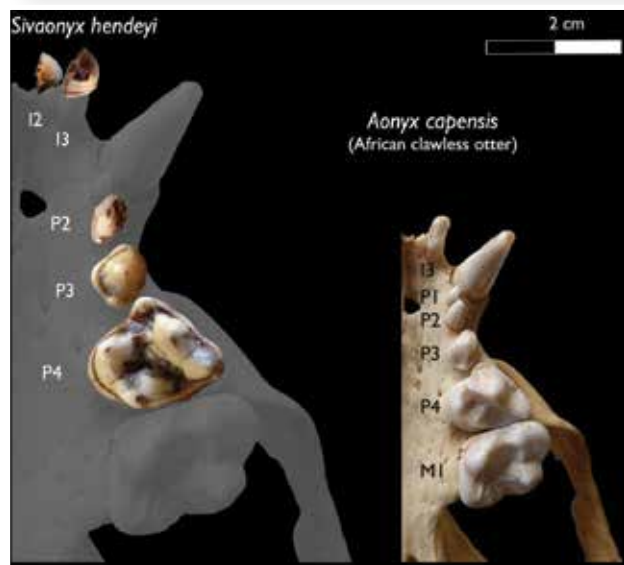 Sivaonyx hendeyi
2 cm
I2
I3
P2
P3
P4
Aonyx capensis
(African clawless otter)
I3
P1
P2
P3
P4
M1